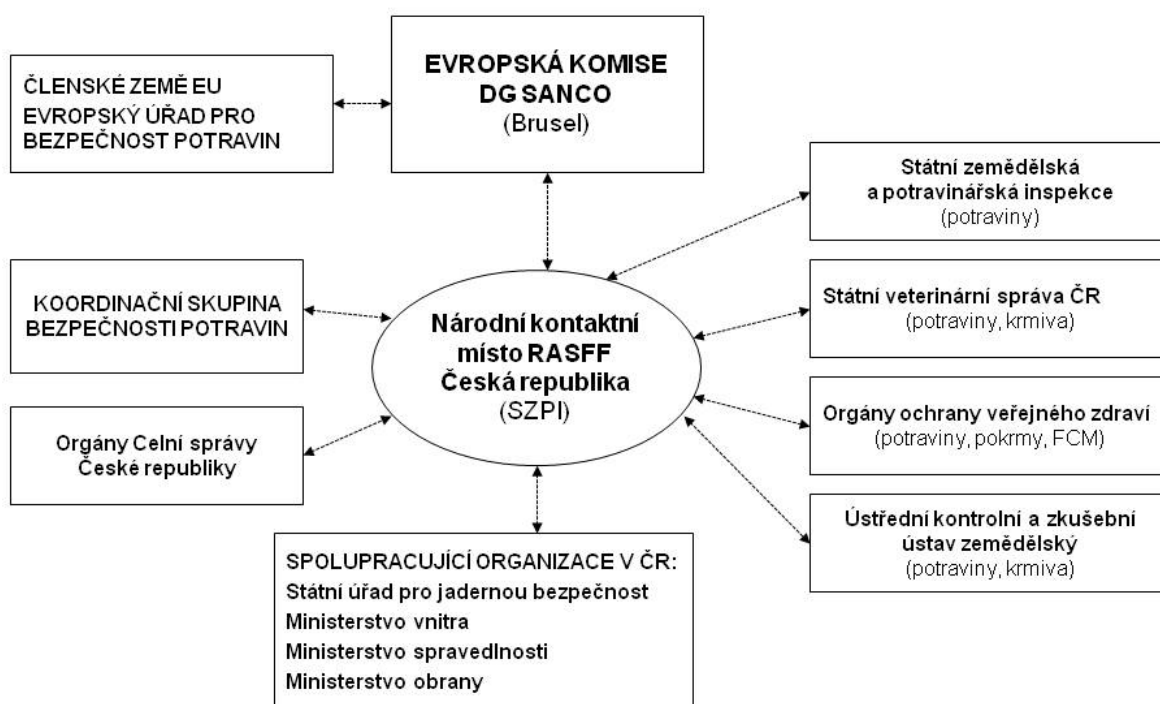 EVROPSKÁ KOMISE
DG SANCO
(Brusel)
ČLENSKÉ ZEMĚ EU
EVROPSKÝ ÚŘAD PRO
BEZPEČNOST POTRAVIN
Státní zemědělská
a potravinářská inspekce
(potraviny)
KOORDINAČNÍ SKUPINA
BEZPEČNOSTI POTRAVIN
Národní kontaktní
místo RASFF
Česká republika
(SZPI)
Státní veterinární správa ČR
(potraviny, krmiva)
Orgány Celní správy
České republiky
Orgány ochrany veřejného zdraví
(potraviny, pokrmy, FCM)
Ústřední kontrolní a zkušební
ústav zemědělský
(potraviny, krmiva)
SPOLUPRACUJÍCÍ ORGANIZACE V ČR:
Státní úřad pro jadernou bezpečnost
Ministerstvo vnitra
Ministerstvo spravedlnosti
Ministerstvo obrany